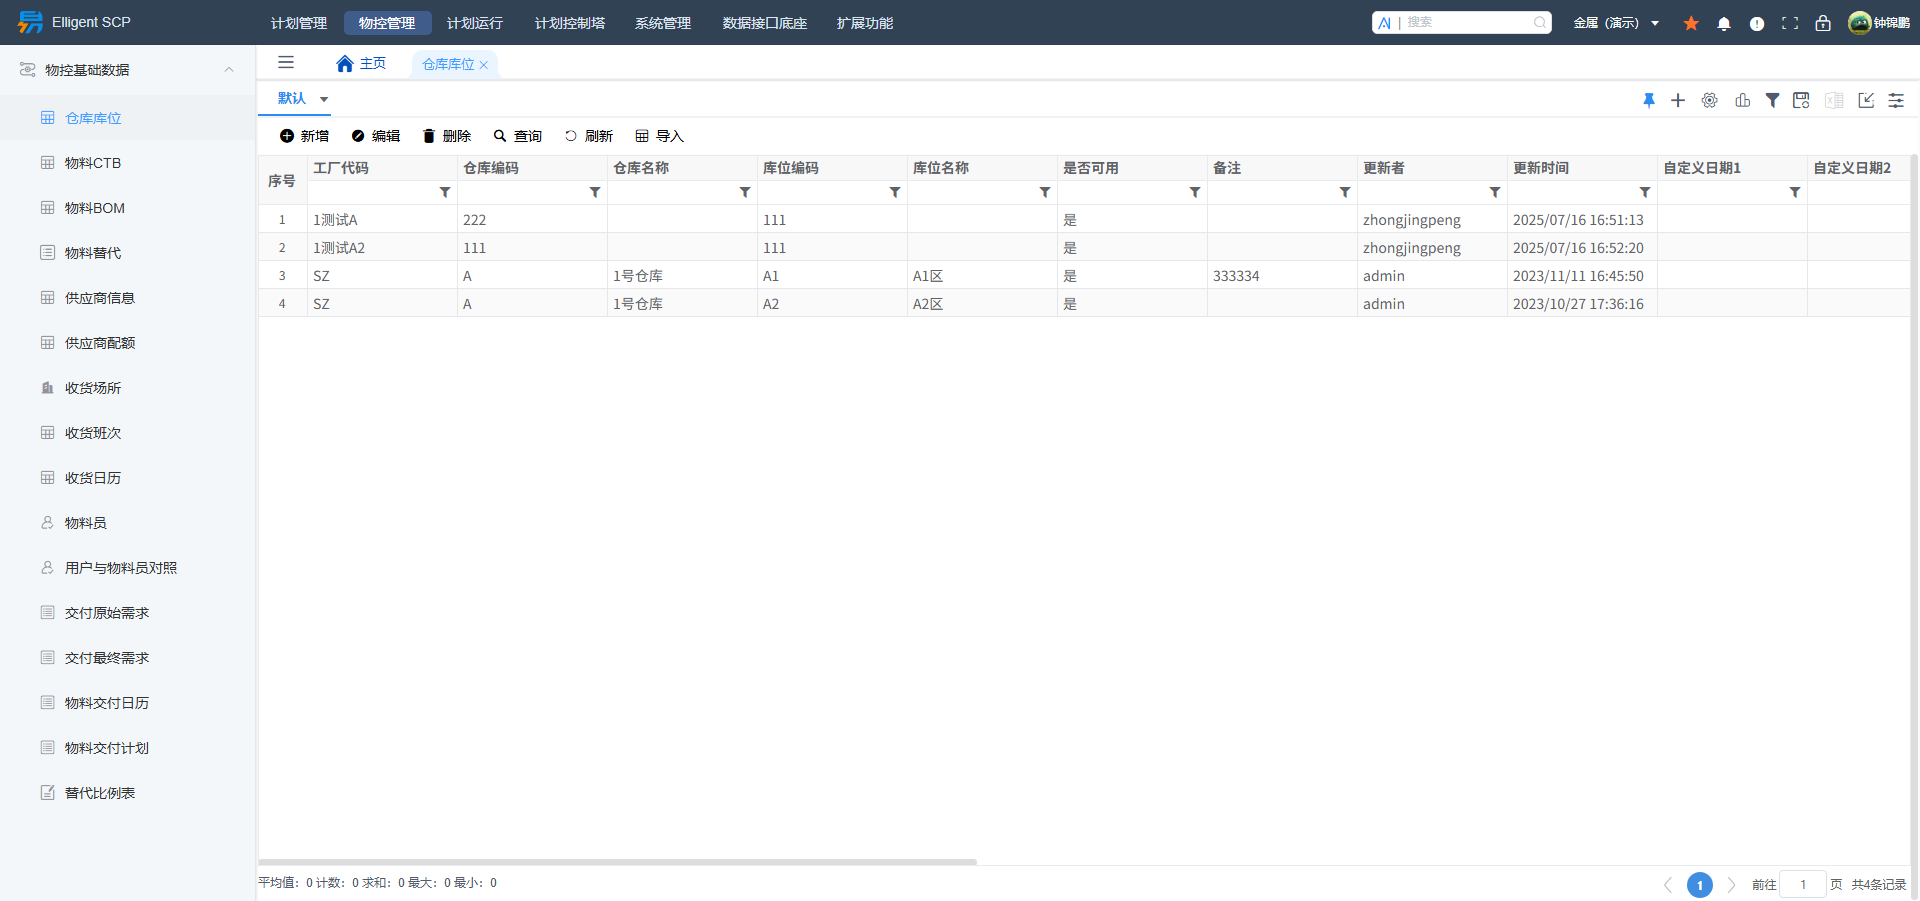 Elligent SCP
计划管理 物控管理 计划运行 计划控制塔 系统管理 数据接口底座 扩展功能
搜索
金属（演示）
钟锦鹏
物控基础数据
仓库库位
物料CTB
物料BOM
物料替代
供应商信息
供应商配额
收货场所
收货班次
收货日历
物料员
用户与物料员对照
交付原始需求
交付最终需求
物料交付日历
物料交付计划
替代比例表
主页 仓库库位
默认
新增 编辑 删除 查询 刷新 导入
序号 工厂代码 仓库编码 仓库名称 库位编码 库位名称 是否可用 备注 更新者 更新时间 自定义日期1 自定义日期2
1 1测试A 222 111 是 zhongjingpeng 2025/07/16 16:51:13
2 1测试A2 111 111 是 zhongjingpeng 2025/07/16 16:52:20
3 SZ A 1号仓库 A1 A1区 是 333334 admin 2023/11/11 16:45:50
4 SZ A 1号仓库 A2 A2区 是 admin 2023/10/27 17:36:16
平均值：0 计数：0 求和：0 最大：0 最小：0
1 前往 1 页 共4条记录